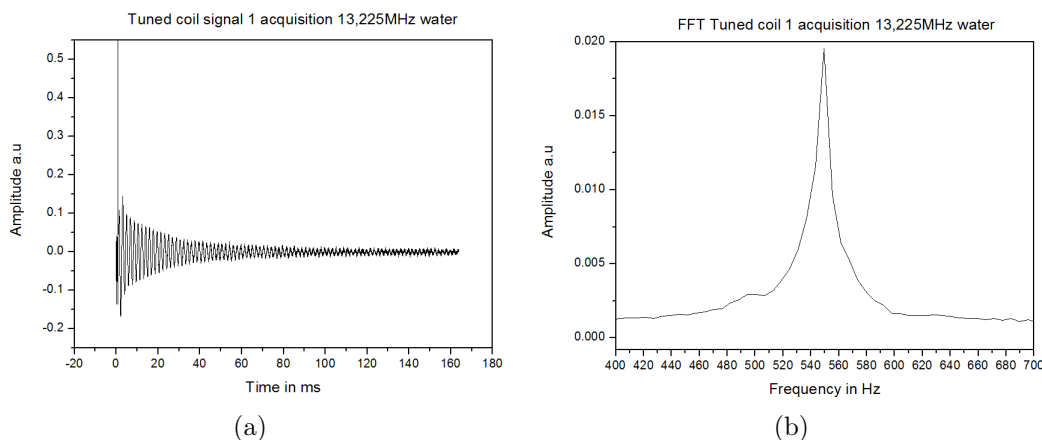 Tuned coil signal 1 acquisition 13,225MHz water
0.5
0.4
0.3
0.2
0.1
0.0
-0.1
-0.2
Amplitude a.u
-20 0 20 40 60 80 100 120 140 160 180
Time in ms
(a)
FFT Tuned coil 1 acquisition 13,225MHz water
0.020
0.015
0.010
0.005
0.000
Amplitude a.u
400 420 440 460 480 500 520 540 560 580 600 620 640 660 680 700
Frequency in Hz
(b)